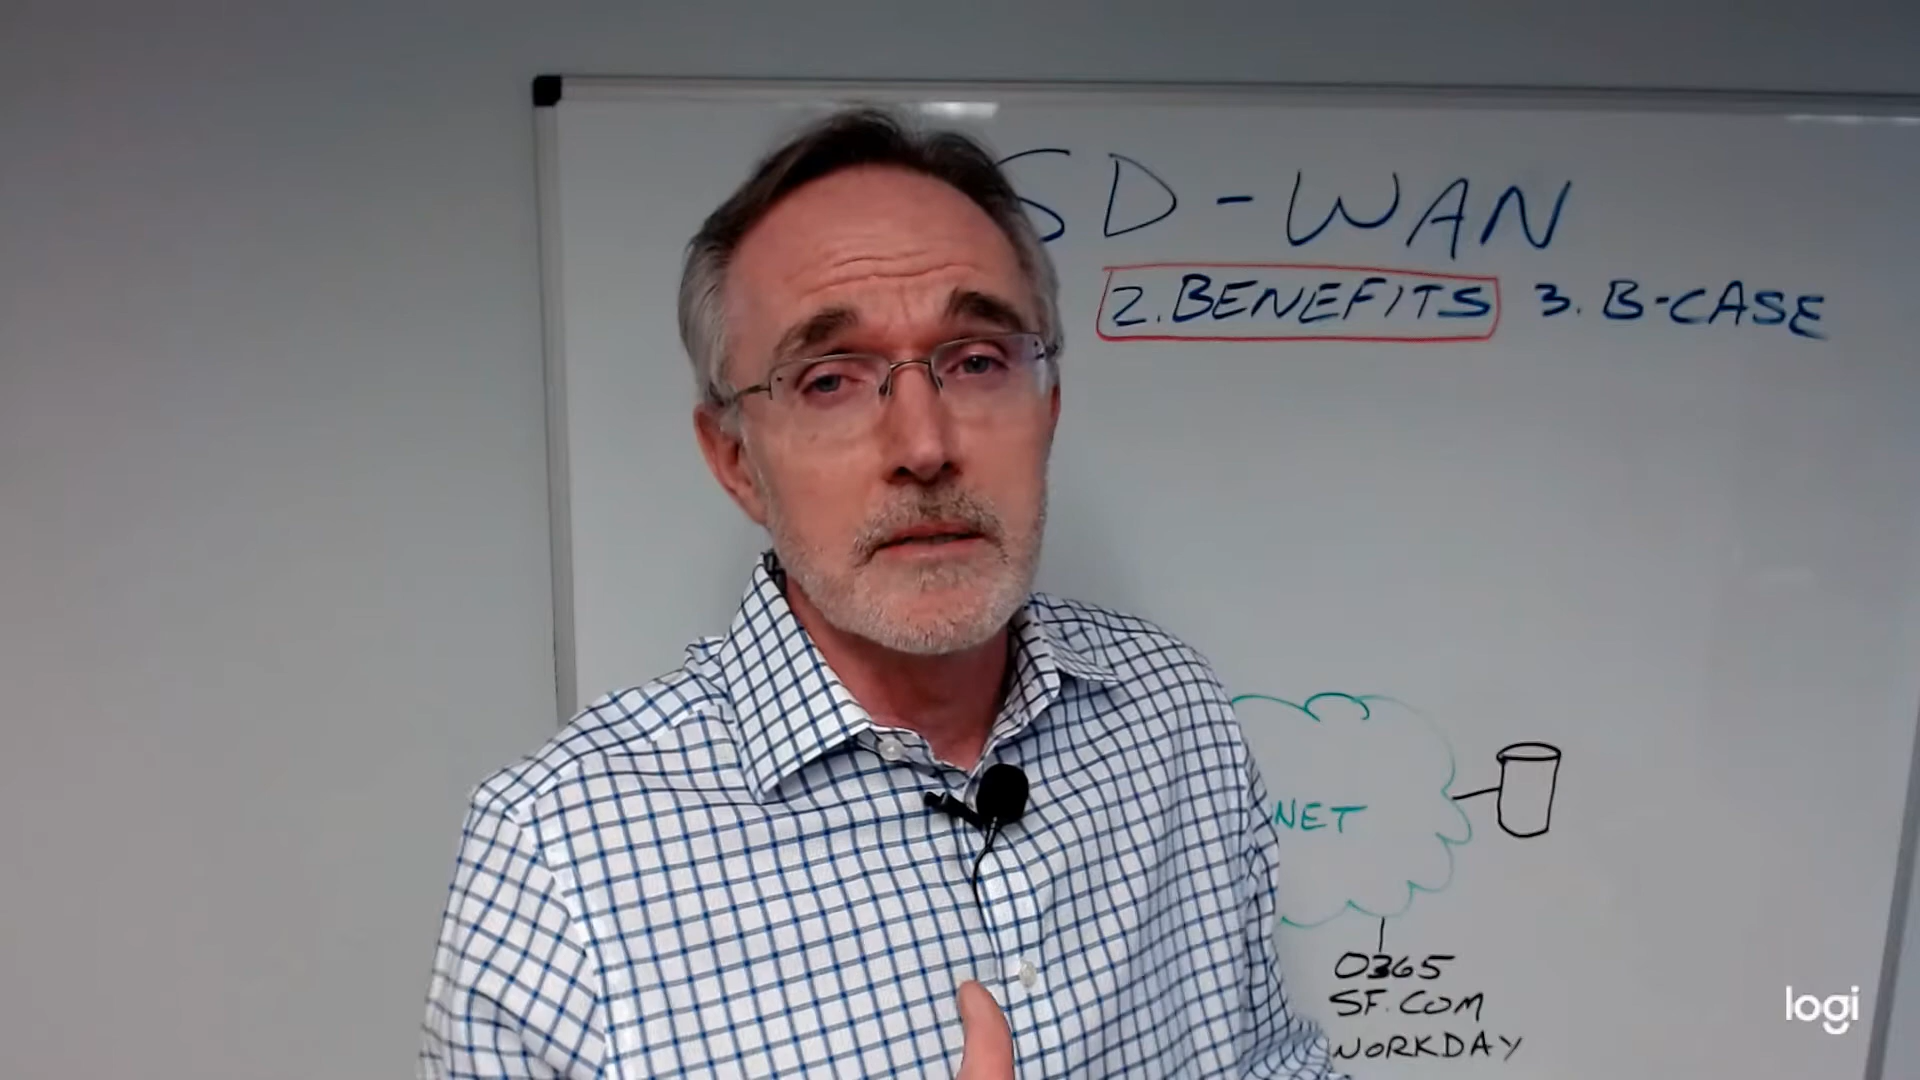 SD-WAN
2. BENEFITS 3. B-CASE
NET
O365
SF.COM
WORKDAY
logi